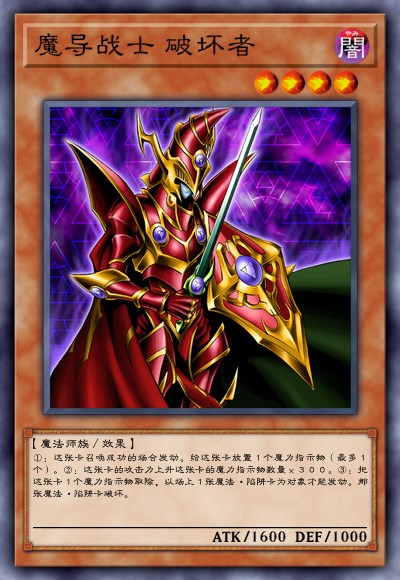 魔导战士 破坏者
やみ
闇
【魔法师族／效果】
①：这张卡召唤成功的场合发动。给这张卡放置1个魔力指示物（最多1
个）。②：这张卡的攻击力上升这张卡的魔力指示物数量×300。③：把
这张卡1个魔力指示物取除，以场上1张魔法·陷阱卡为对象才能发动。那
张魔法·陷阱卡破坏。
ATK/1600 DEF/1000